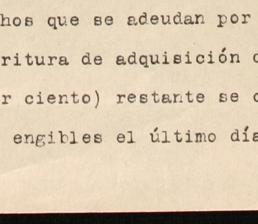 hos que se adeudan por
ritura de adquisición
r ciento) restante se
engibles el último día